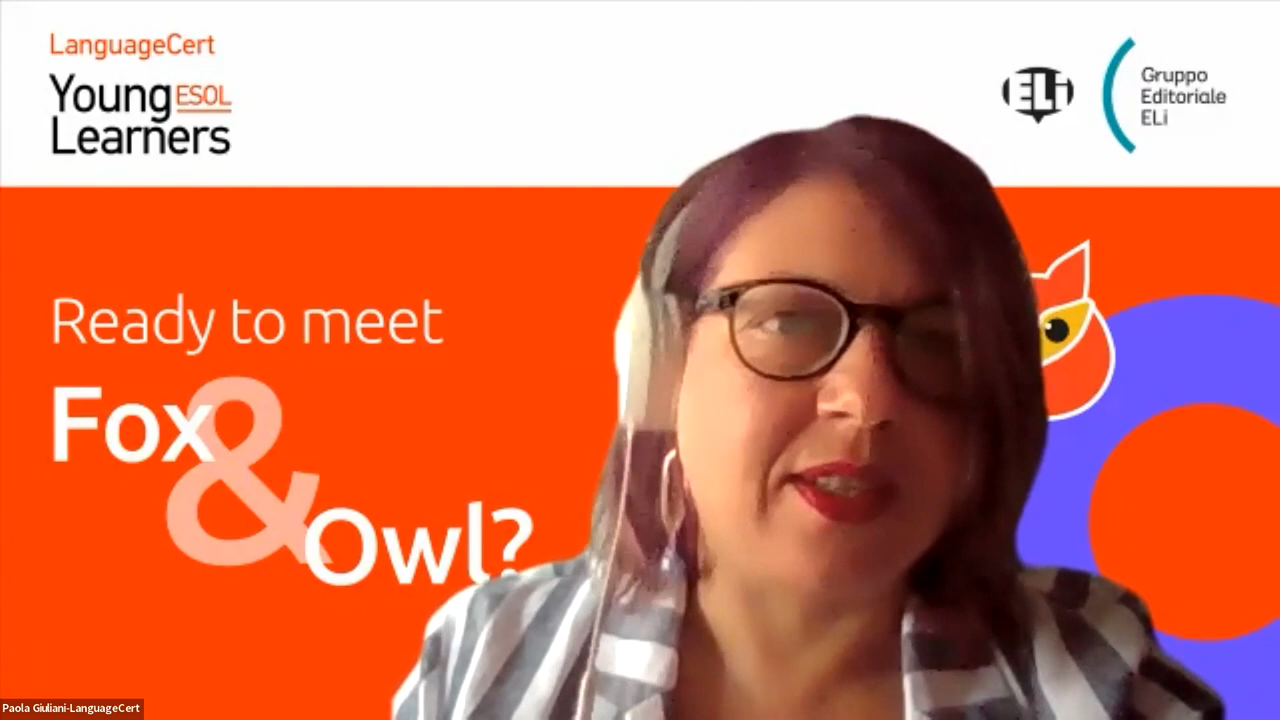 LanguageCert
Young ESOL
Learners
ELi
Gruppo
Editoriale
ELi
Ready to meet
Fox
&
Owl?
Paola Giuliani-LanguageCert